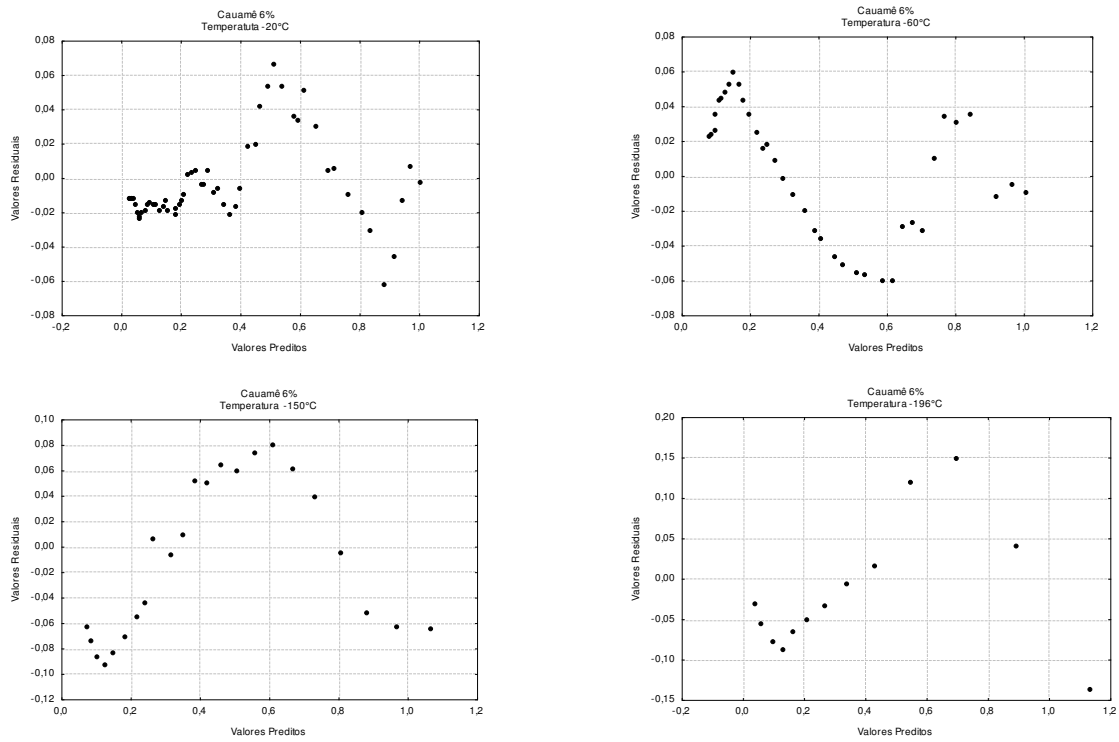 Cauamê 6%
Temperatuta -20°C
Valores Residuais
0,08
0,06
0,04
0,02
0,00
-0,02
-0,04
-0,06
-0,08
-0,2 0,0 0,2 0,4 0,6 0,8 1,0 1,2
Valores Preditos
Cauamê 6%
Temperatura -60°C
Valores Residuais
0,08
0,06
0,04
0,02
0,00
-0,02
-0,04
-0,06
-0,08
0,0 0,2 0,4 0,6 0,8 1,0 1,2
Valores Preditos
Cauamê 6%
Temperatura -150°C
Valores Residuais
0,10
0,08
0,06
0,04
0,02
0,00
-0,02
-0,04
-0,06
-0,08
-0,10
-0,12
0,0 0,2 0,4 0,6 0,8 1,0 1,2
Valores Preditos
Cauamê 6%
Temperatura -196°C
Valores Residuais
0,20
0,15
0,10
0,05
0,00
-0,05
-0,10
-0,15
-0,2 0,0 0,2 0,4 0,6 0,8 1,0 1,2
Valores Preditos